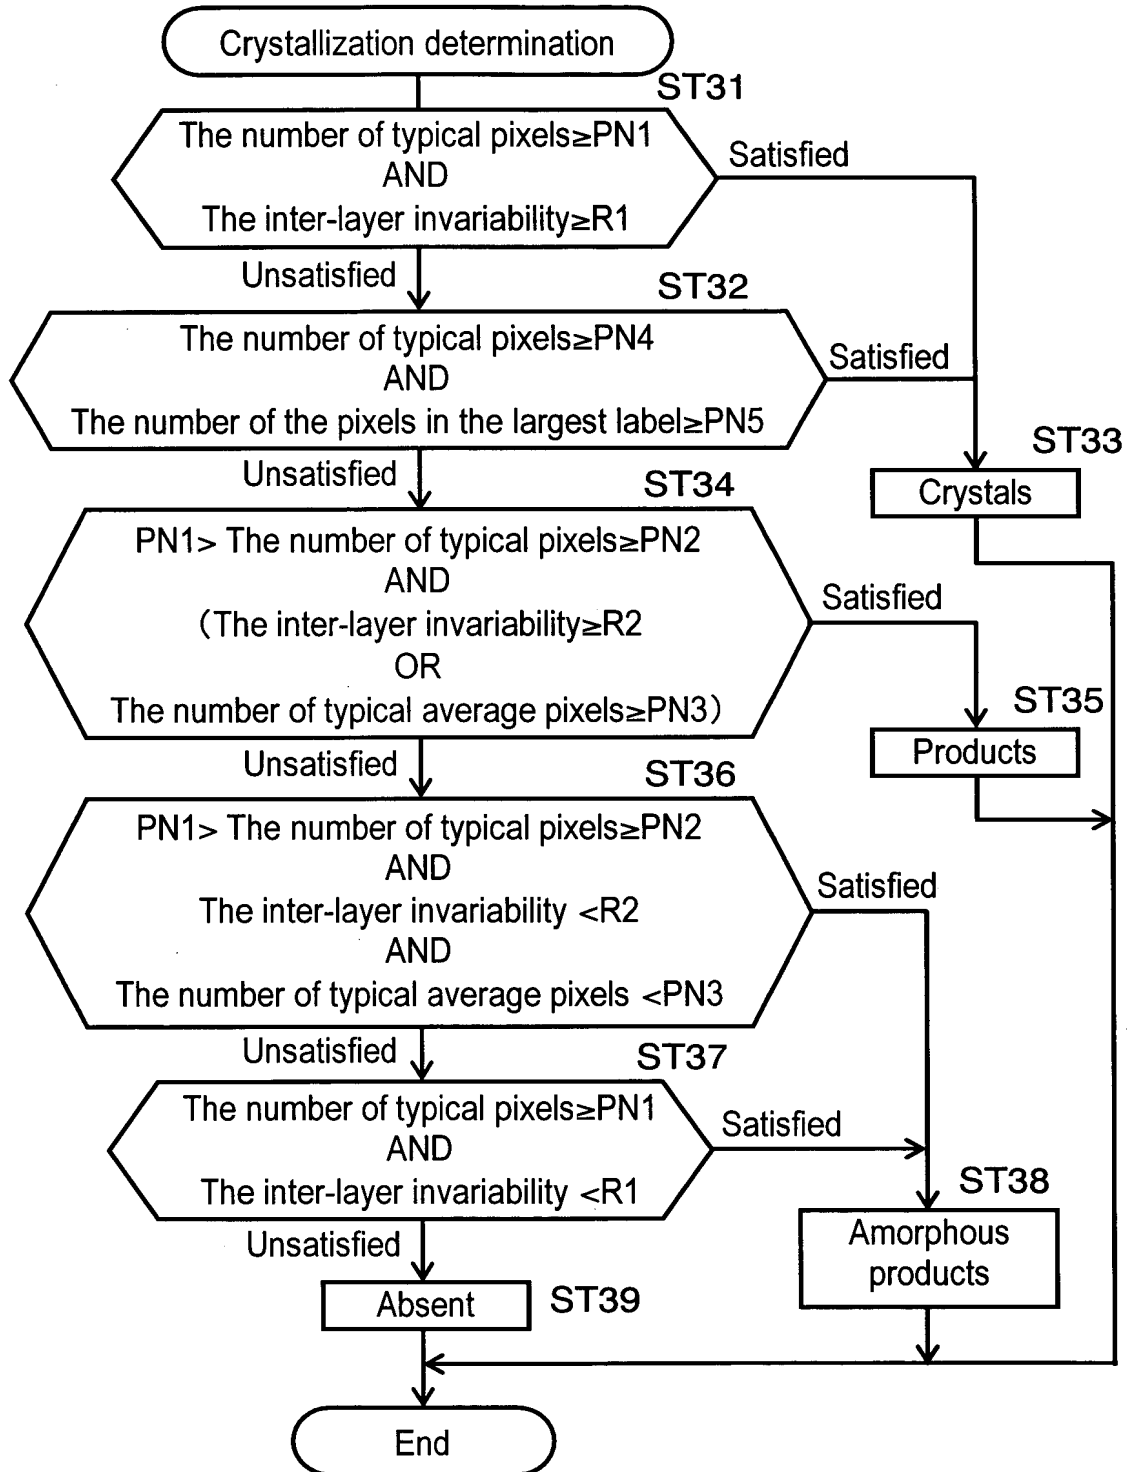 Crystallization determination
ST31
The number of typical pixels≥PN1
AND
The inter-layer invariability≥R1
Satisfied
Unsatisfied
ST32
The number of typical pixels≥PN4
AND
The number of the pixels in the largest label≥PN5
Satisfied
ST33
Crystals
Unsatisfied
ST34
PN1> The number of typical pixels≥PN2
AND
(The inter-layer invariability≥R2
OR
The number of typical average pixels≥PN3)
Satisfied
ST35
Products
Unsatisfied
ST36
PN1> The number of typical pixels≥PN2
AND
The inter-layer invariability <R2
AND
The number of typical average pixels <PN3
Satisfied
Unsatisfied
ST37
The number of typical pixels≥PN1
AND
The inter-layer invariability <R1
Satisfied
ST38
Amorphous
products
Unsatisfied
Absent
ST39
End